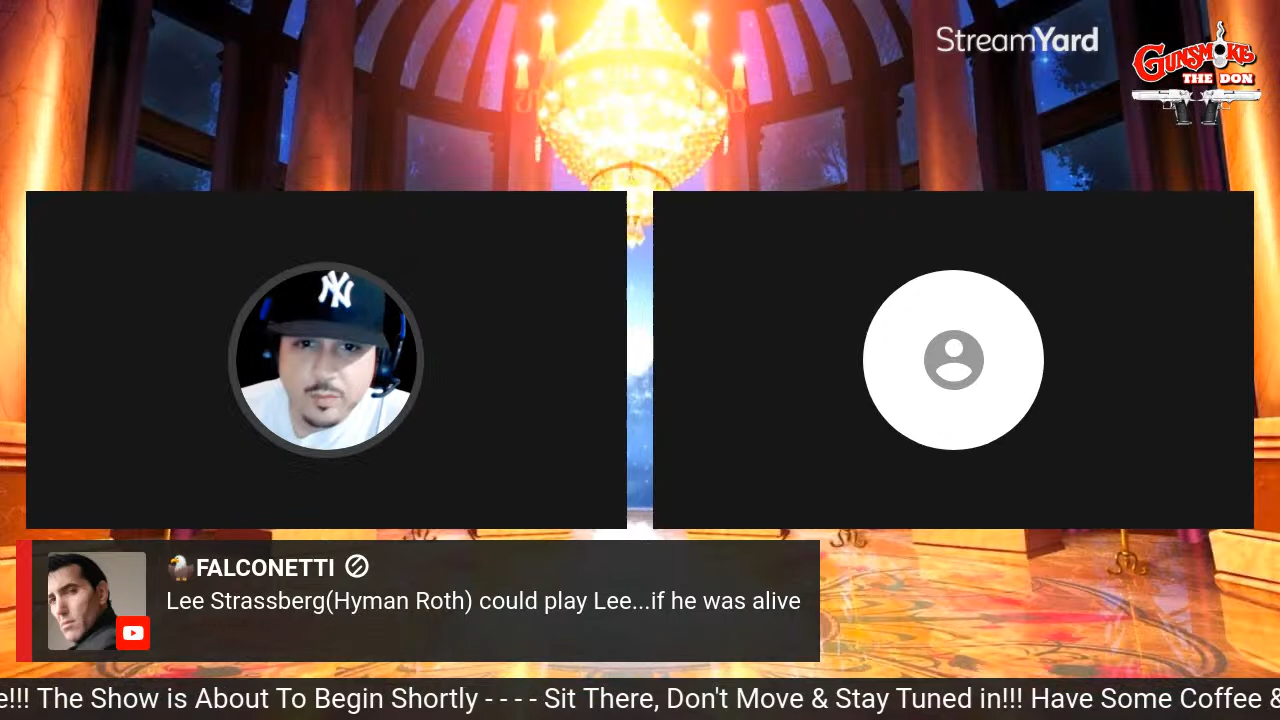 StreamYard
GUNSMOKE
THE DON
NY
FALCONETTI
Lee Strassberg(Hyman Roth) could play Lee...if he was alive
e!!! The Show is About To Begin Shortly - - - - Sit There, Don't Move & Stay Tuned in!!! Have Some Coffee &